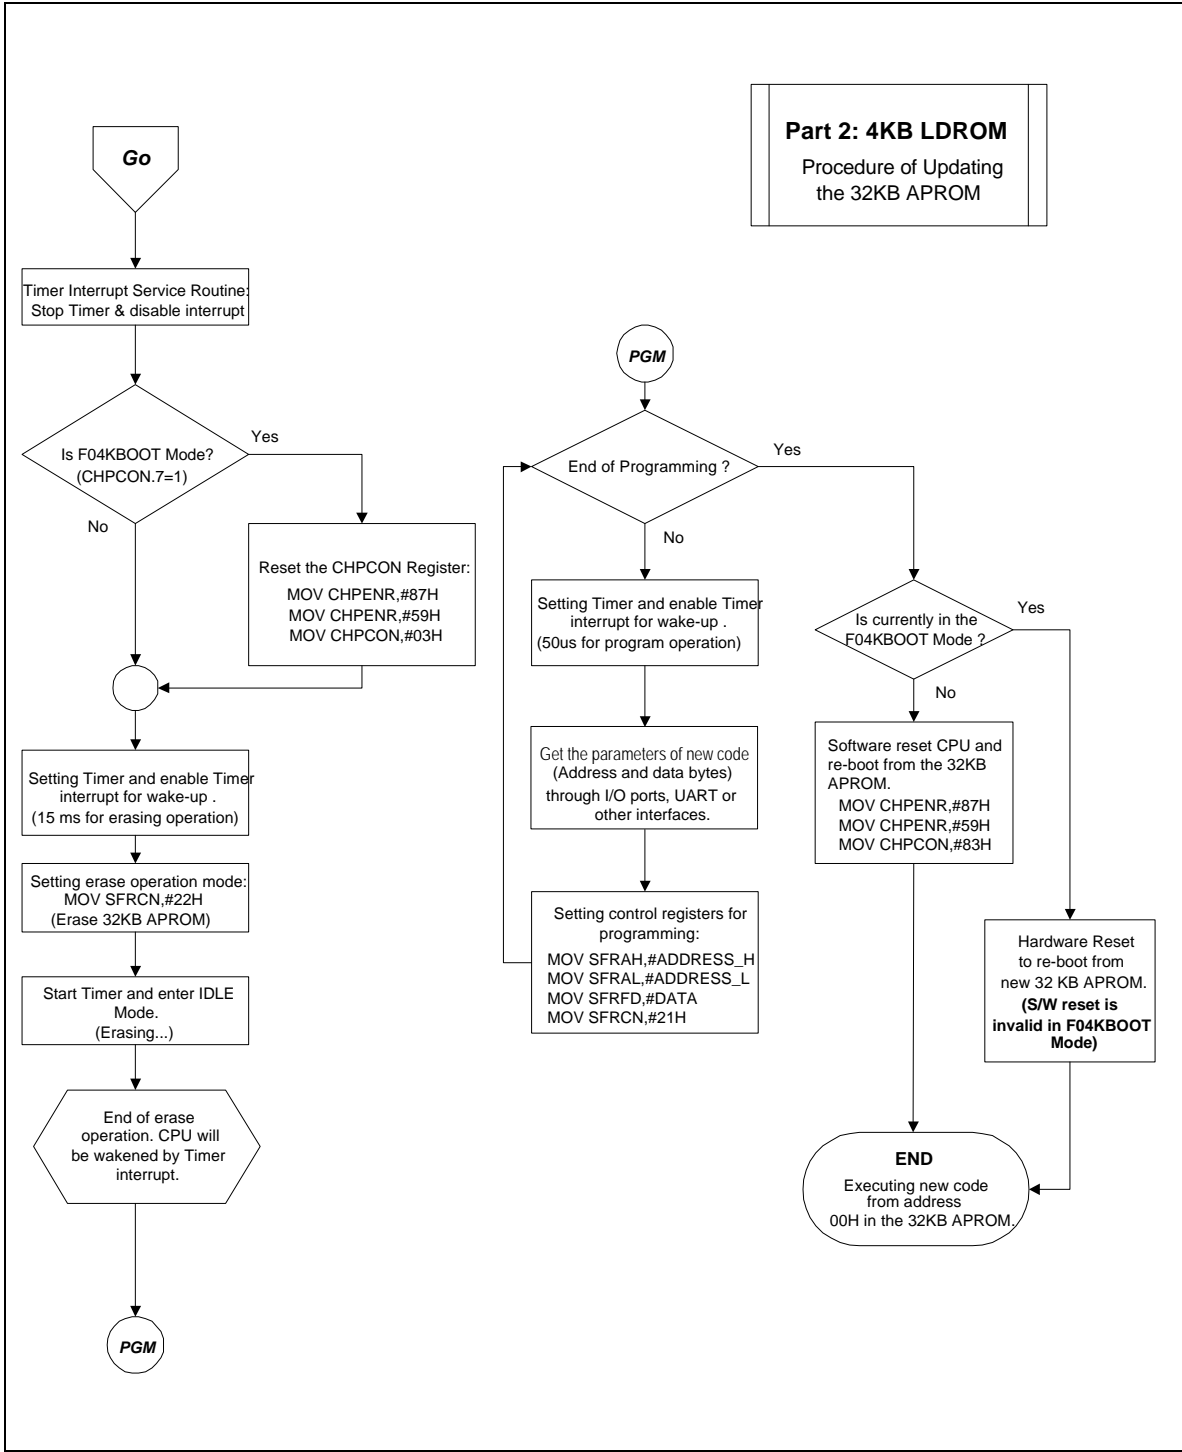 Part 2: 4KB LDROM
Procedure of Updating
the 32KB APROM
Go
Timer Interrupt Service Routine:
Stop Timer & disable interrupt
Is F04KBOOT Mode?
(CHPCON.7=1)
Yes
No
Reset the CHPCON Register:
MOV CHPENR,#87H
MOV CHPENR,#59H
MOV CHPCON,#03H
Setting Timer and enable Timer
interrupt for wake-up .
(15 ms for erasing operation)
Setting erase operation mode:
MOV SFRCN,#22H
(Erase 32KB APROM)
Start Timer and enter IDLE
Mode.
(Erasing...)
End of erase
operation. CPU will
be wakened by Timer
interrupt.
PGM
PGM
End of Programming ?
Yes
No
Setting Timer and enable Timer
interrupt for wake-up .
(50us for program operation)
Get the parameters of new code
(Address and data bytes)
through I/O ports, UART or
other interfaces.
Setting control registers for
programming:
MOV SFRAH,#ADDRESS_H
MOV SFRAL,#ADDRESS_L
MOV SFRFD,#DATA
MOV SFRCN,#21H
Is currently in the
F04KBOOT Mode ?
Yes
No
Software reset CPU and
re-boot from the 32KB
APROM.
MOV CHPENR,#87H
MOV CHPENR,#59H
MOV CHPCON,#83H
Hardware Reset
to re-boot from
new 32 KB APROM.
(S/W reset is
invalid in F04KBOOT
Mode)
END
Executing new code
from address
00H in the 32KB APROM.